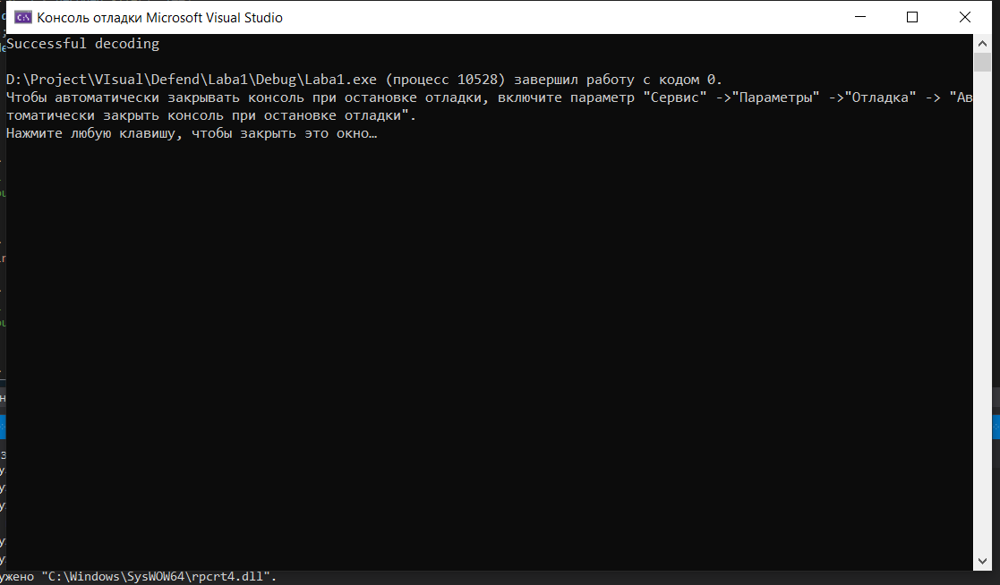 Консоль отладки Microsoft Visual Studio
Successful decoding
D:\Project\VIsual\Defend\Laba1\Debug\Laba1.exe (процесс 10528) завершил работу с кодом 0.
Чтобы автоматически закрывать консоль при остановке отладки, включите параметр "Сервис" ->"Параметры" ->"Отладка" -> "Ав
томатически закрыть консоль при остановке отладки".
Нажмите любую клавишу, чтобы закрыть это окно…
ужено "C:\Windows\SysWOW64\rpcrt4.dll".